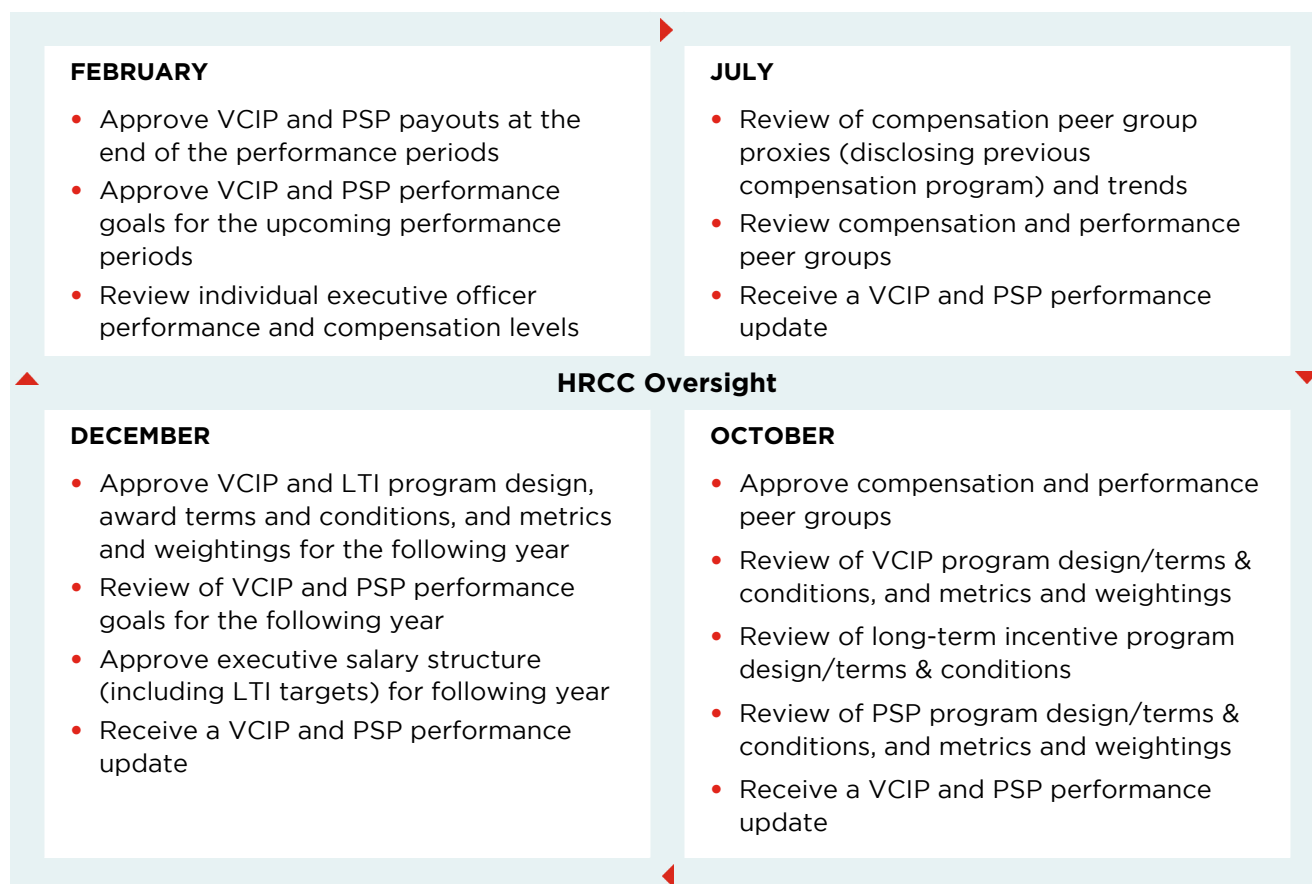 FEBRUARY
• Approve VCIP and PSP payouts at the
end of the performance periods
• Approve VCIP and PSP performance
goals for the upcoming performance
periods
• Review individual executive officer
performance and compensation levels
JULY
• Review of compensation peer group
proxies (disclosing previous
compensation program) and trends
• Review compensation and performance
peer groups
• Receive a VCIP and PSP performance
update
HRCC Oversight
DECEMBER
• Approve VCIP and LTI program design,
award terms and conditions, and metrics
and weightings for the following year
• Review of VCIP and PSP performance
goals for the following year
• Approve executive salary structure
(including LTI targets) for following year
• Receive a VCIP and PSP performance
update
OCTOBER
• Approve compensation and performance
peer groups
• Review of VCIP program design/terms &
conditions, and metrics and weightings
• Review of long-term incentive program
design/terms & conditions
• Review of PSP program design/terms &
conditions, and metrics and weightings
• Receive a VCIP and PSP performance
update